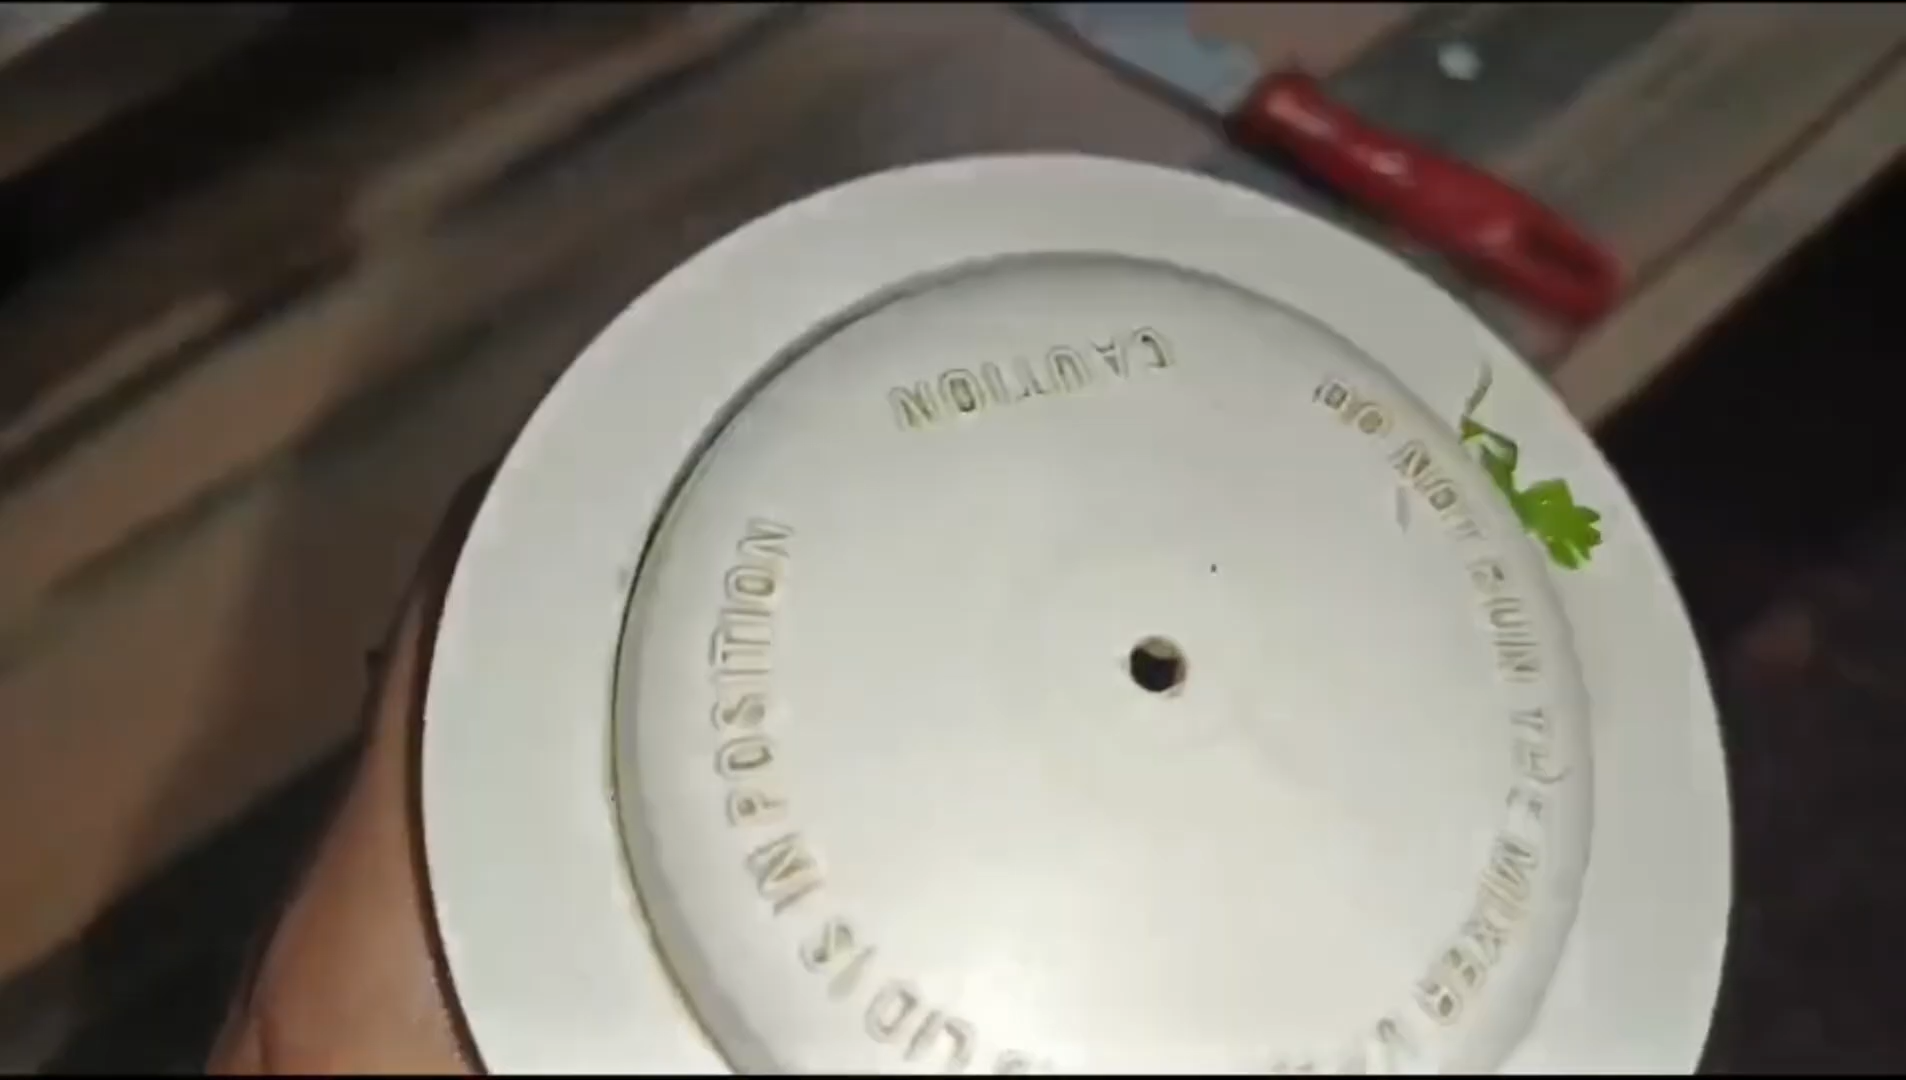 CAUTION
DO NOT RUN THE MIXER
LID IS IN POSITION